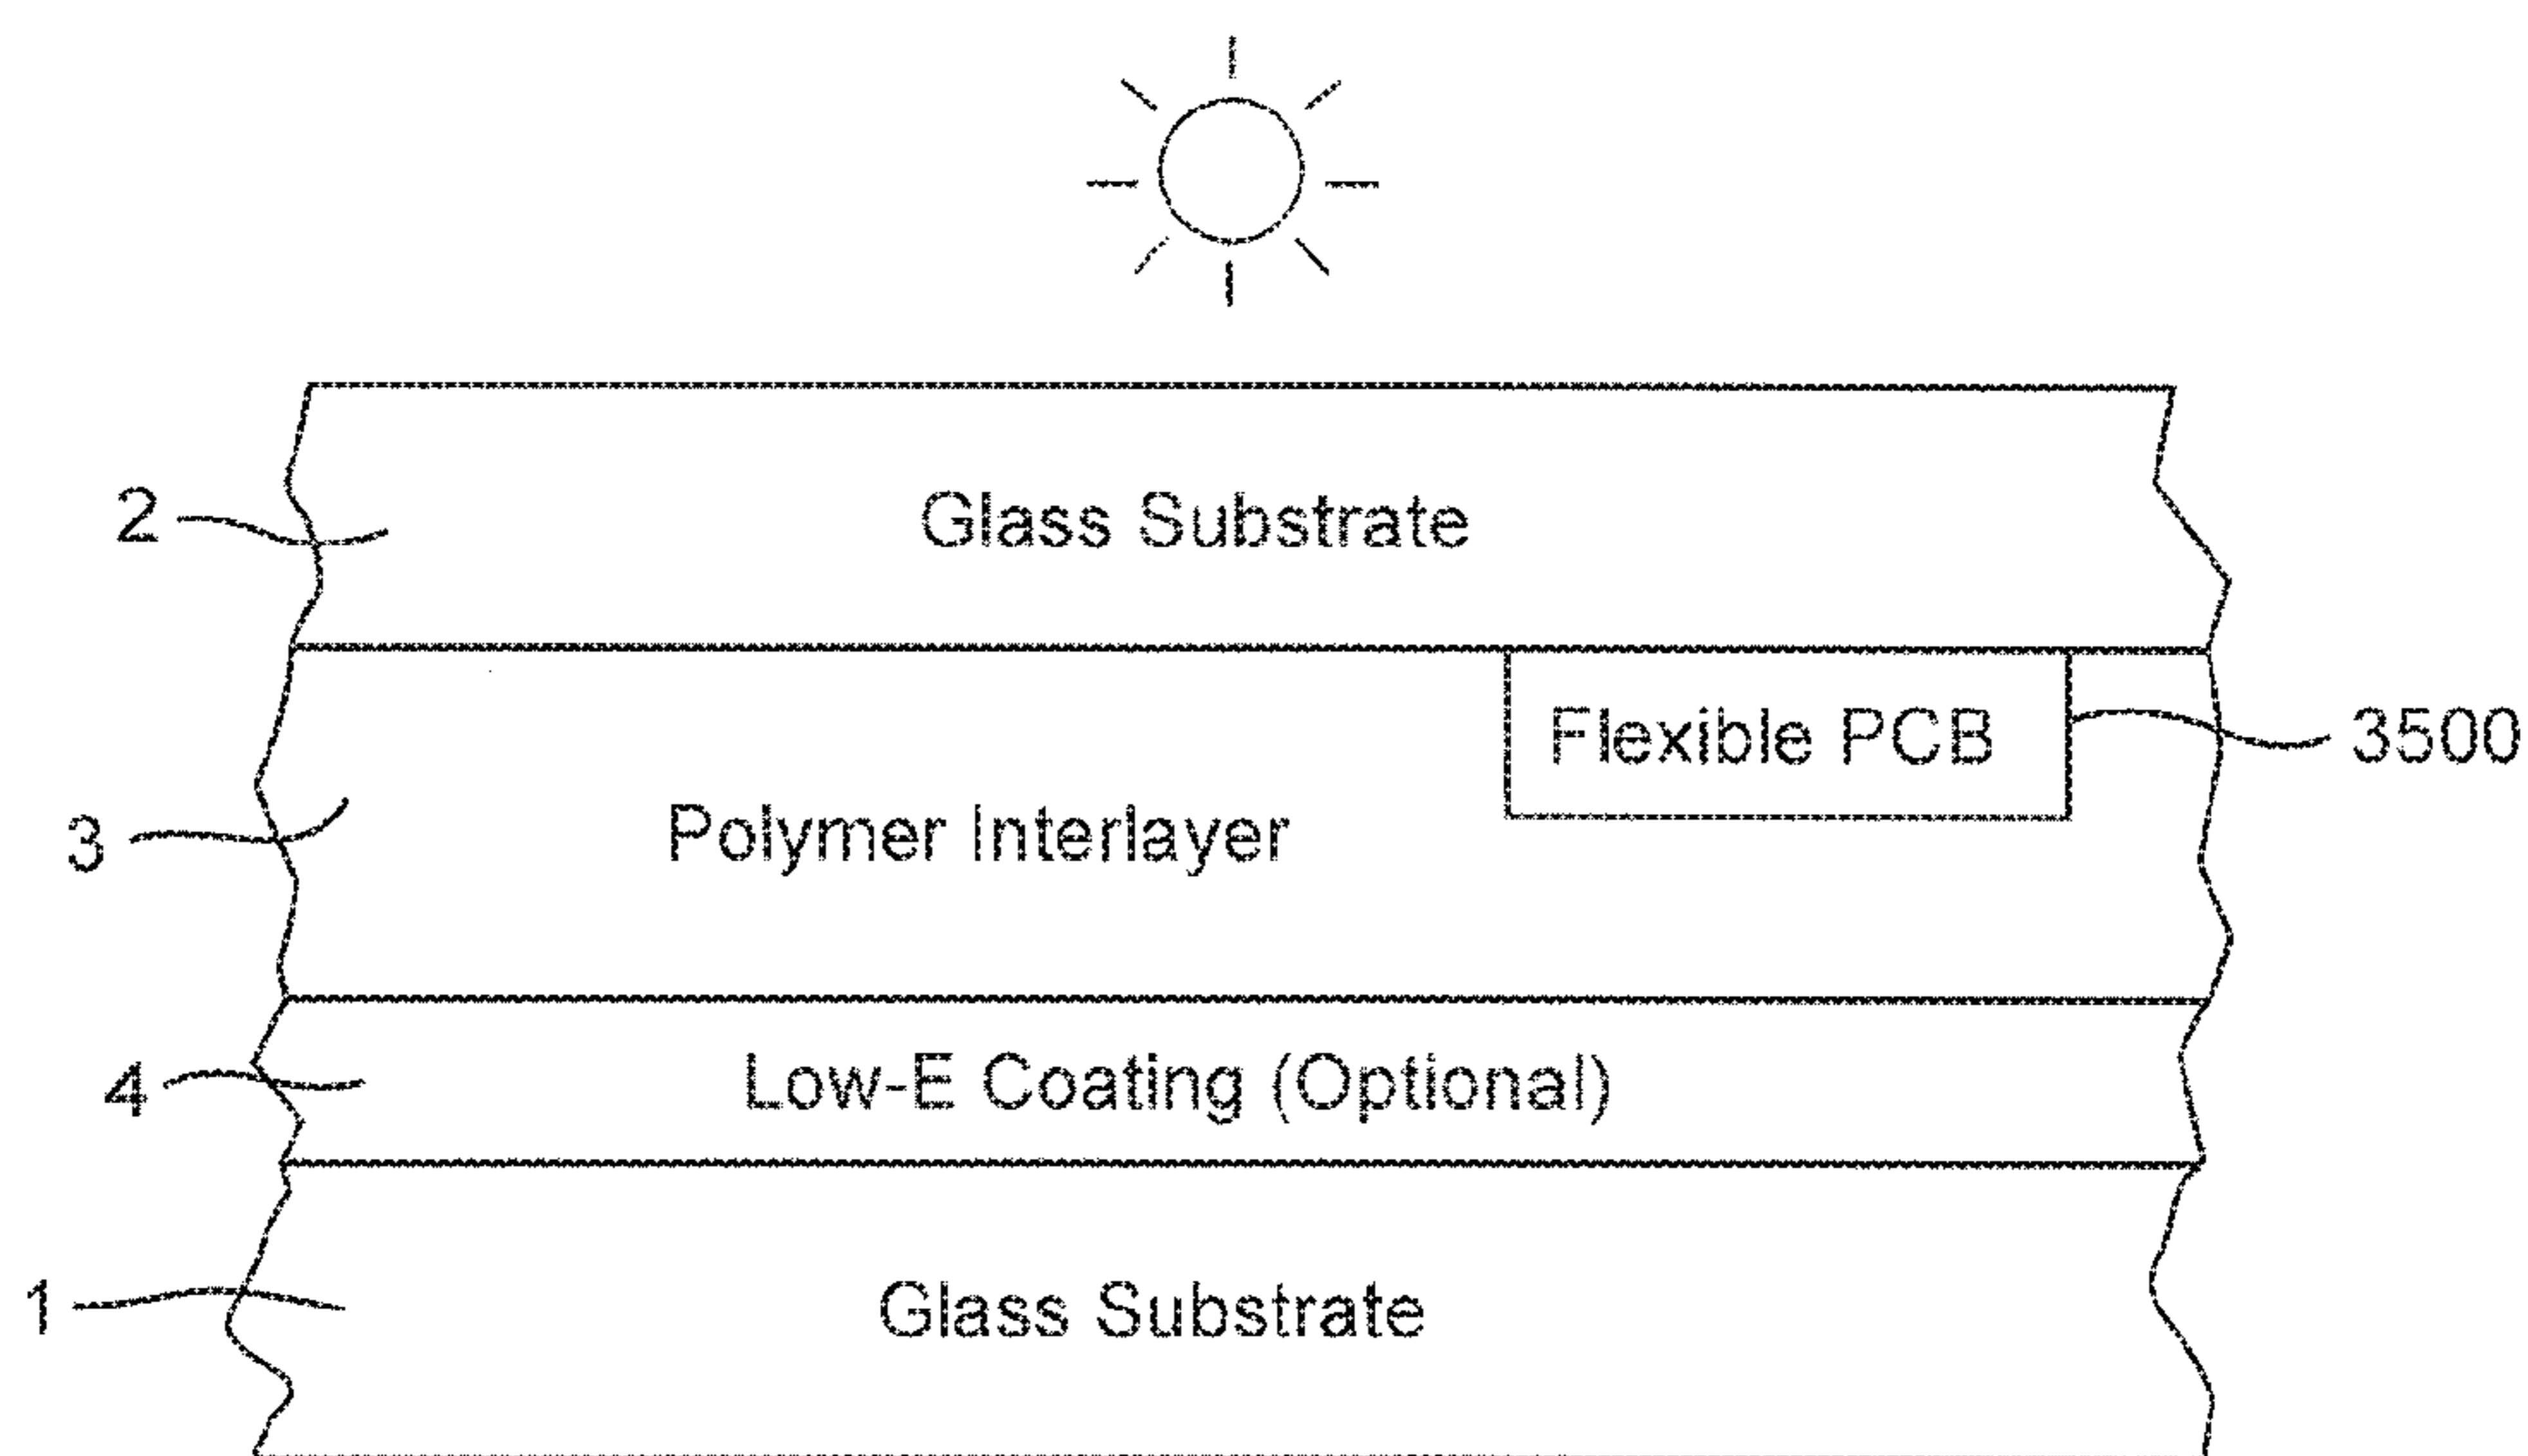 2 Glass Substrate
Flexible PCB 3500
3 Polymer Interlayer
4 Low-E Coating (Optional)
1 Glass Substrate